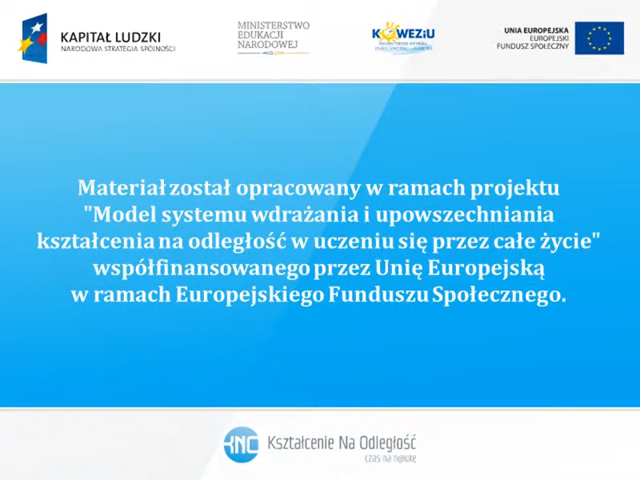 KAPITAŁ LUDZKI
NARODOWA STRATEGIA SPÓJNOŚCI
MINISTERSTWO
EDUKACJI
NARODOWEJ
KOWEZiU
UNIA EUROPEJSKA
EUROPEJSKI
FUNDUSZ SPOŁECZNY
Materiał został opracowany w ramach projektu
"Model systemu wdrażania i upowszechniania
kształcenia na odległość w uczeniu się przez całe życie"
współfinansowanego przez Unię Europejską
w ramach Europejskiego Funduszu Społecznego.
KNO
Kształcenie Na Odległość
czas na naukę